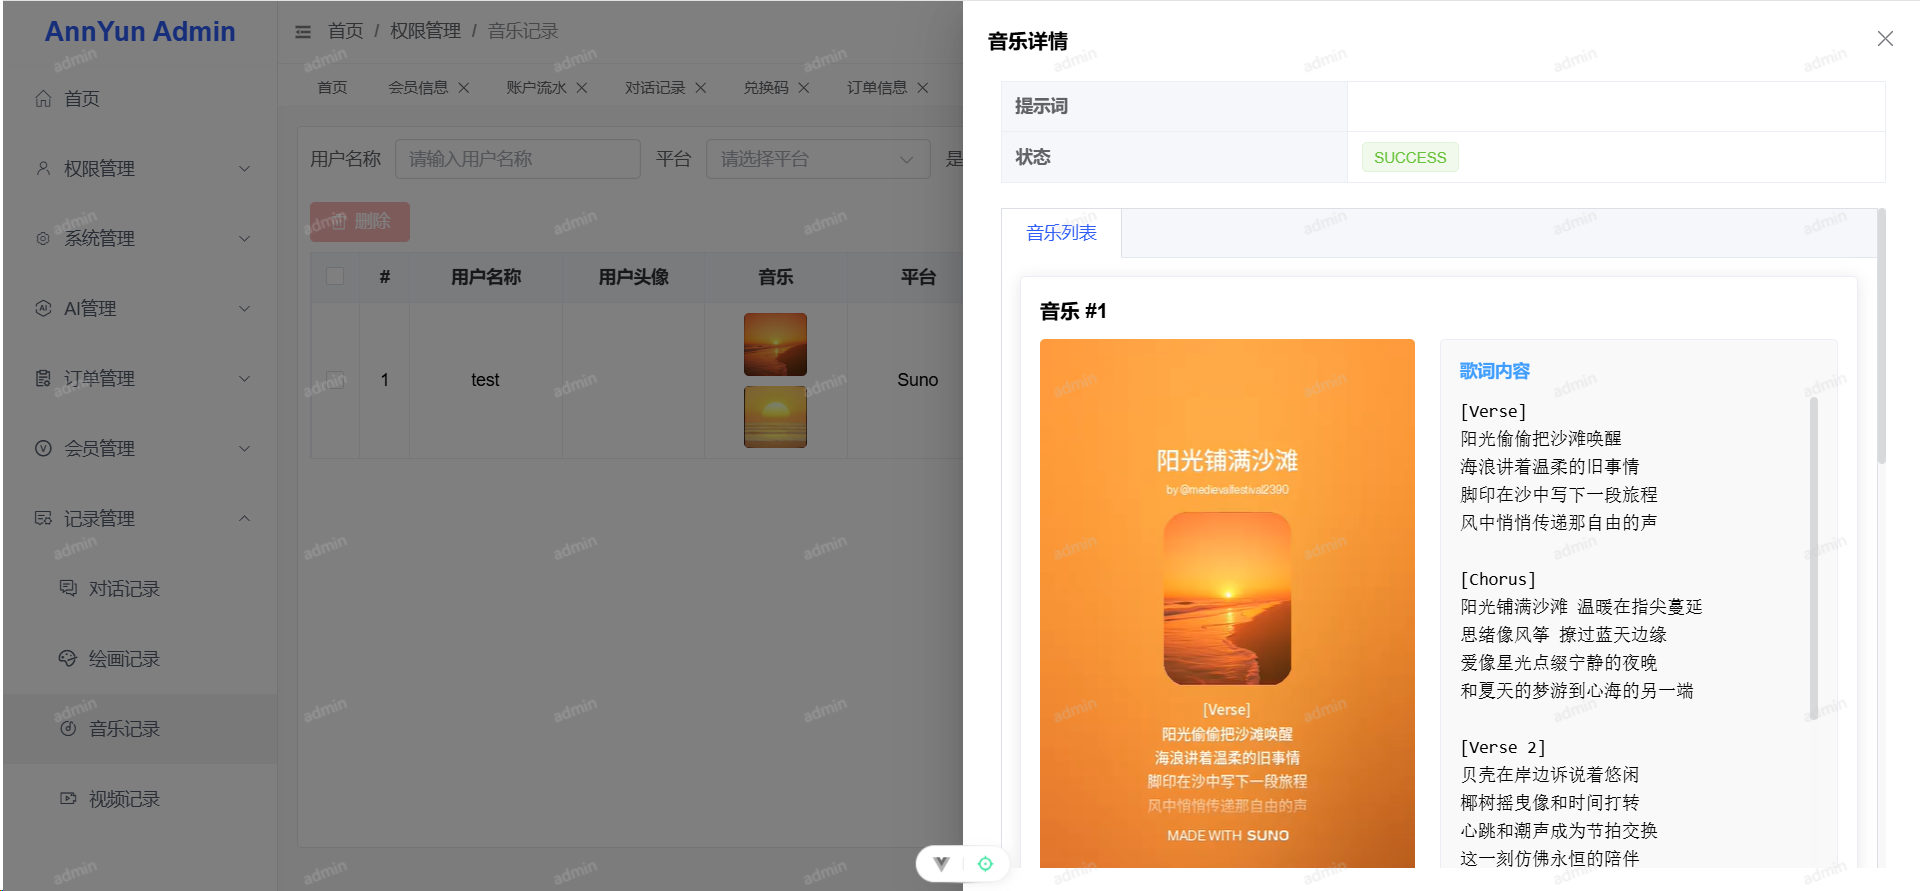 AnnYun Admin
首页
权限管理
系统管理
AI管理
订单管理
会员管理
记录管理
对话记录
绘画记录
音乐记录
视频记录
首页 / 权限管理 / 音乐记录
首页 会员信息 账户流水 对话记录 兑换码 订单信息
用户名称 请输入用户名称 平台 请选择平台 是
删除
# 用户名称 用户头像 音乐 平台
1 test Suno
音乐详情
提示词
状态 SUCCESS
音乐列表
音乐 #1
阳光铺满沙滩
by @medievalfestival2390
[Verse]
阳光偷偷把沙滩唤醒
海浪讲着温柔的旧事情
脚印在沙中写下一段旅程
风中悄悄传递那自由的声
MADE WITH SUNO
歌词内容
[Verse]
阳光偷偷把沙滩唤醒
海浪讲着温柔的旧事情
脚印在沙中写下一段旅程
风中悄悄传递那自由的声
[Chorus]
阳光铺满沙滩 温暖在指尖蔓延
思绪像风筝 撩过蓝天边缘
爱像星光点缀宁静的夜晚
和夏天的梦游到心海的另一端
[Verse 2]
贝壳在岸边诉说着悠闲
椰树摇曳像和时间打转
心跳和潮声成为节拍交换
这一刻仿佛永恒的陪伴
admin